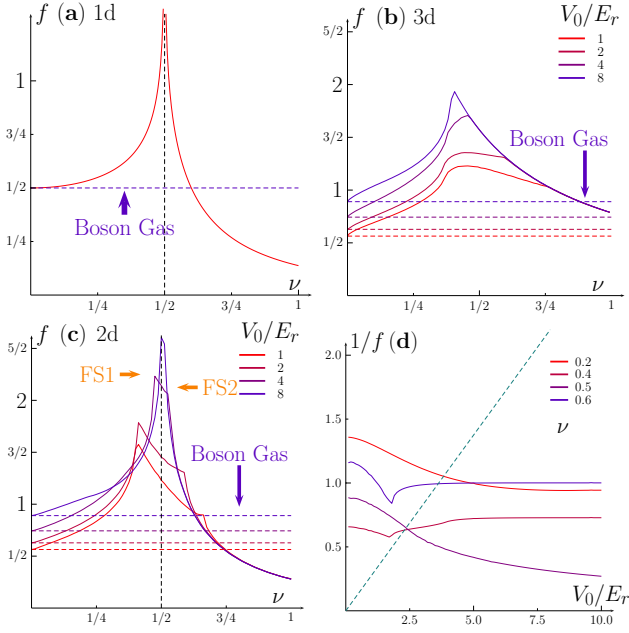 f (a) 1d
1
3/4
1/2
1/4
Boson Gas
1/4
1/2
3/4
ν
1
f (b) 3d
V₀/Eᵣ
5/2
2
3/2
1
1/2
1
2
4
8
Boson Gas
1/4
1/2
3/4
ν
1
f (c) 2d
V₀/Eᵣ
5/2
2
3/2
1
1/2
1
2
4
8
FS1
FS2
Boson Gas
1/4
1/2
3/4
ν
1
1/f (d)
2.0
1.5
1.0
0.5
0.2
0.4
0.5
0.6
ν
V₀/Eᵣ
2.5
5.0
7.5
10.0